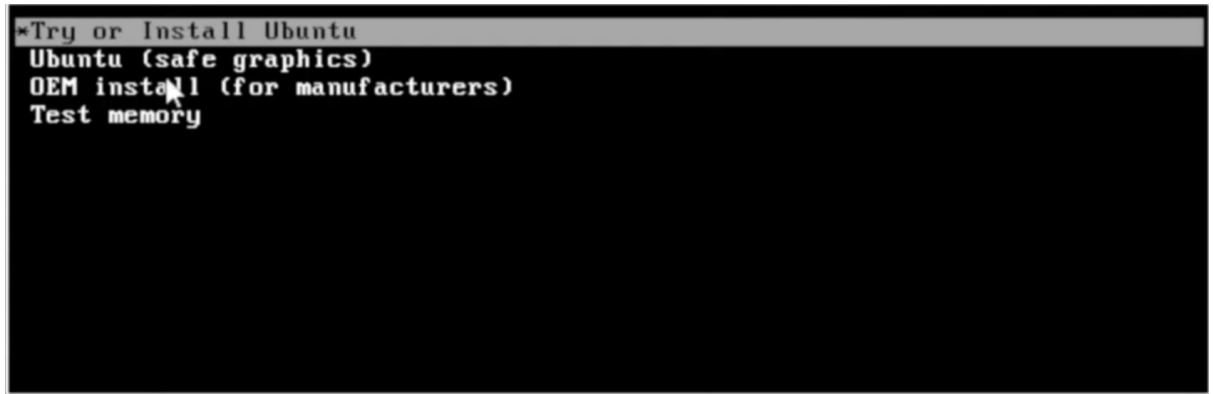 *Try or Install Ubuntu
Ubuntu (safe graphics)
OEM install (for manufacturers)
Test memory